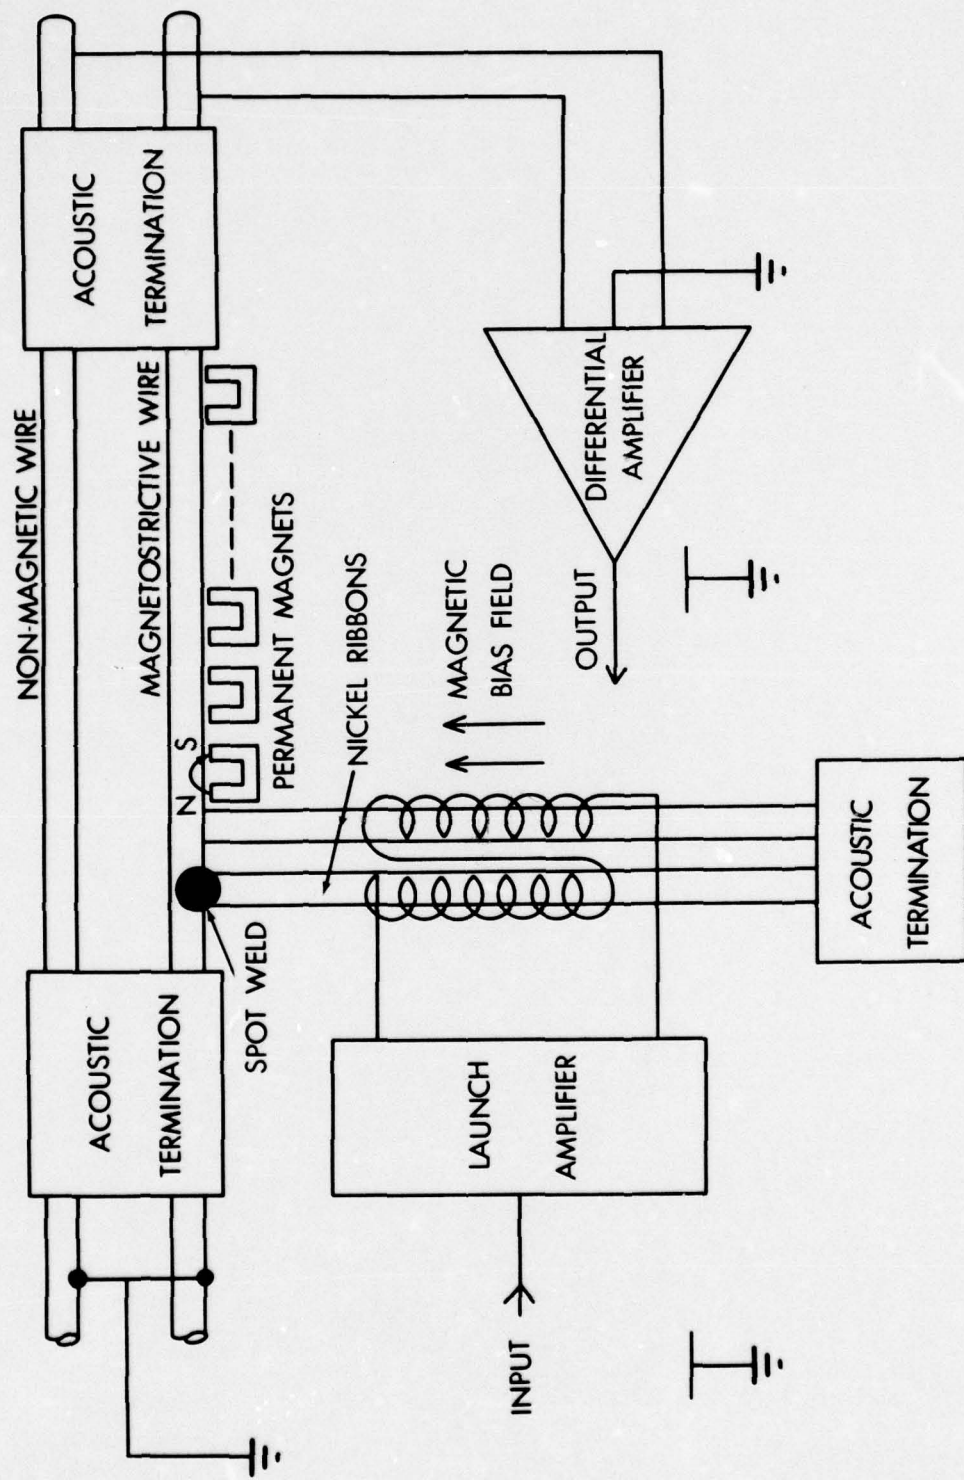 NON-MAGNETIC WIRE
MAGNETOSTRICTIVE WIRE
ACOUSTIC
TERMINATION
ACOUSTIC
TERMINATION
N
S
PERMANENT MAGNETS
SPOT WELD
NICKEL RIBBONS
MAGNETIC
BIAS FIELD
LAUNCH
AMPLIFIER
INPUT
OUTPUT
DIFFERENTIAL
AMPLIFIER
ACOUSTIC
TERMINATION